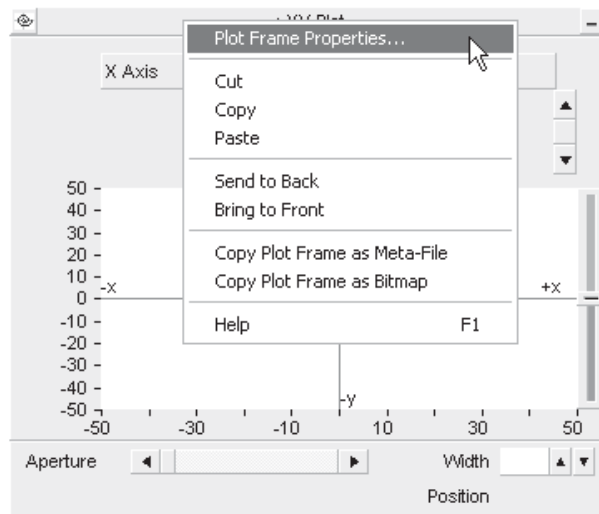 XY Plot
Plot Frame Properties...
X Axis
Cut
Copy
Paste
Send to Back
Bring to Front
Copy Plot Frame as Meta-File
Copy Plot Frame as Bitmap
Help F1
50
40
30
20
10
0
-10
-20
-30
-40
-50
-x
+x
-y
-50 -30 -10 10 30 50
Aperture
Width
Position